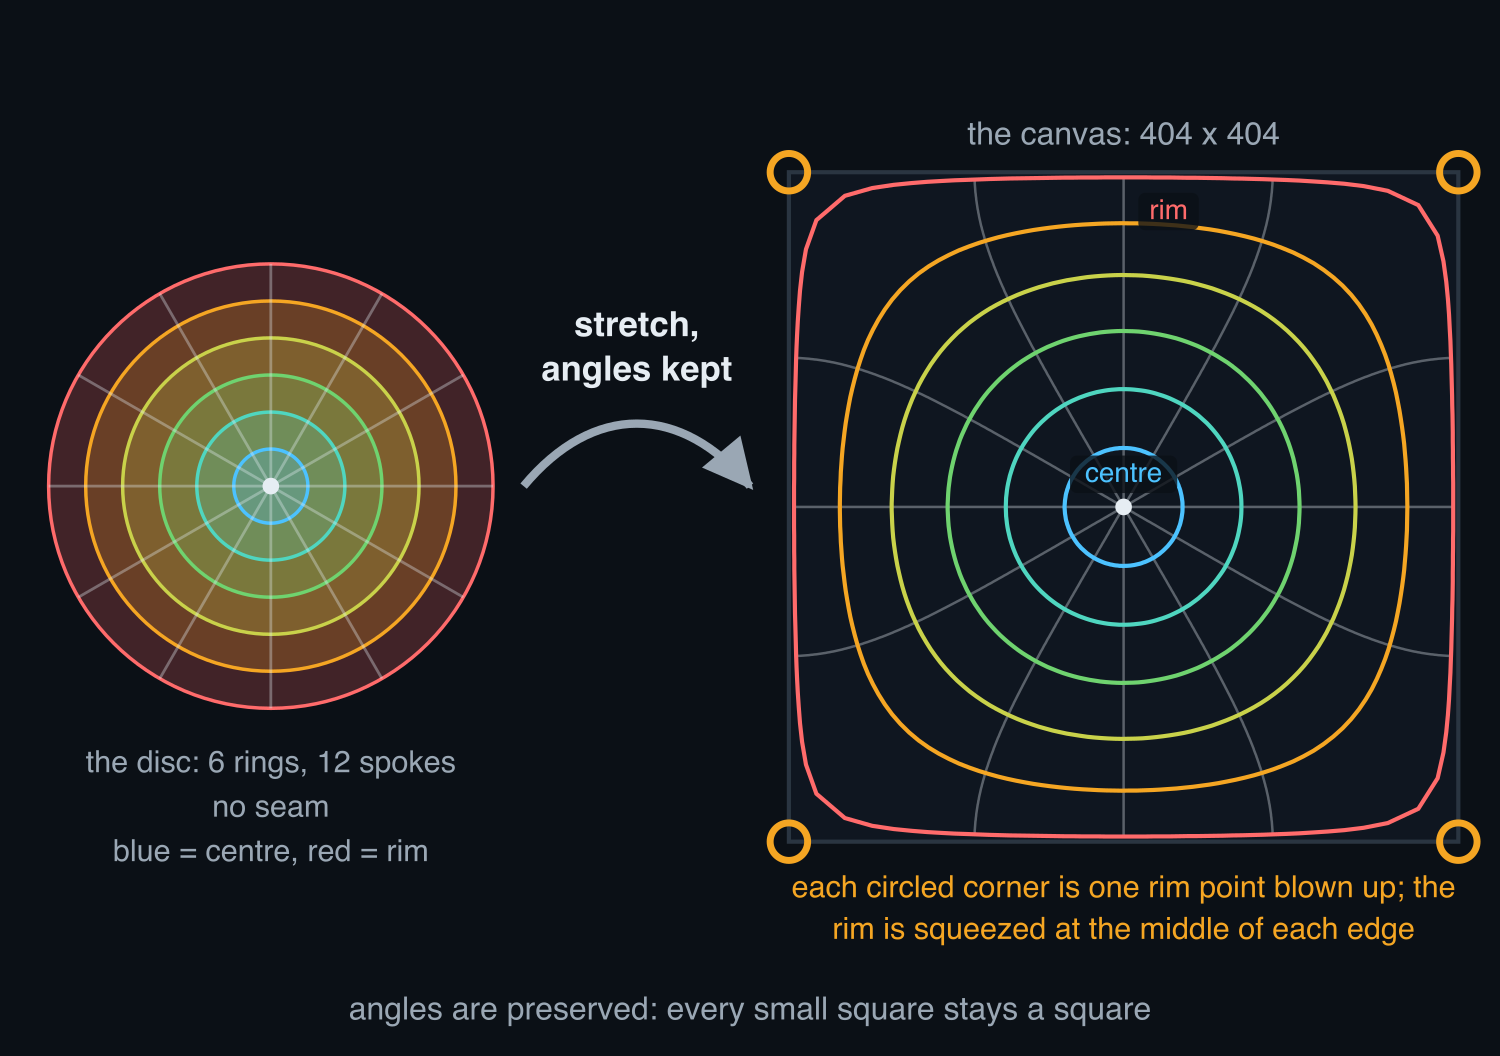 the canvas: 404 x 404
rim
stretch,
angles kept
centre
the disc: 6 rings, 12 spokes
no seam
blue = centre, red = rim
each circled corner is one rim point blown up; the
rim is squeezed at the middle of each edge
angles are preserved: every small square stays a square